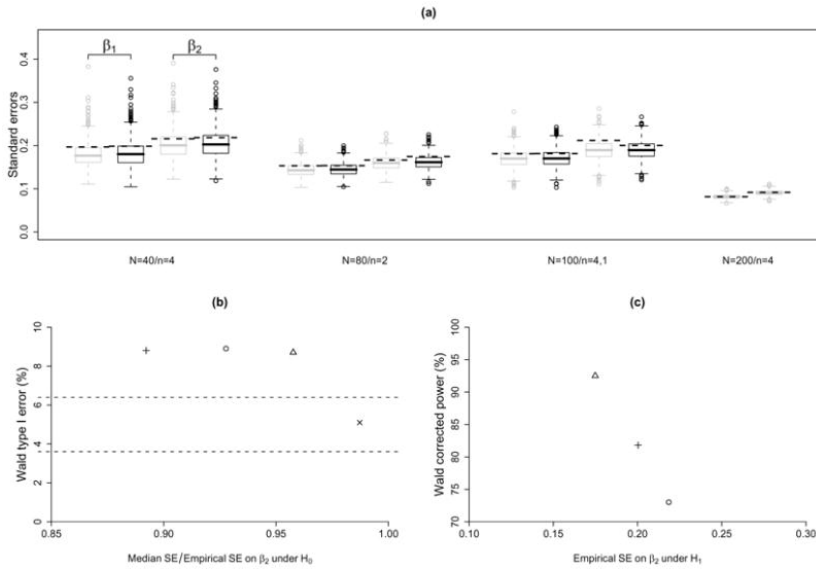 (a)
β1 β2
Standard errors
0.4
0.3
0.2
0.1
0.0
N=40/n=4 N=80/n=2 N=100/n=4,1 N=200/n=4
(b)
Wald type I error (%)
10
8
6
4
2
0
0.85 0.90 0.95 1.00
Median SE/Empirical SE on β2 under H0
(c)
Wald corrected power (%)
100
95
90
85
80
75
70
0.10 0.15 0.20 0.25 0.30
Empirical SE on β2 under H1